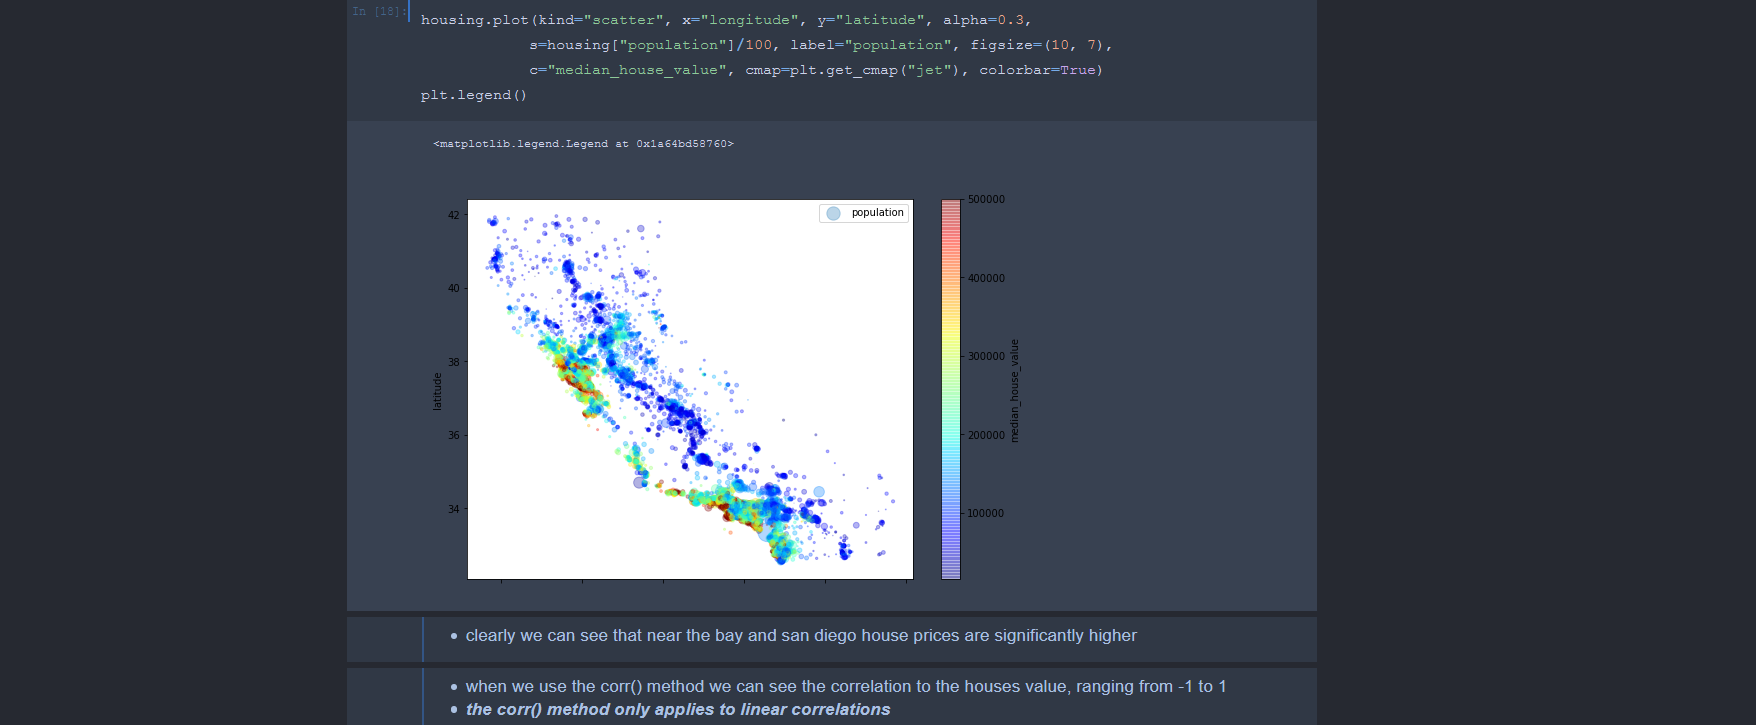 In [18]:
housing.plot(kind="scatter", x="longitude", y="latitude", alpha=0.3,
s=housing["population"]/100, label="population", figsize=(10, 7),
c="median_house_value", cmap=plt.get_cmap("jet"), colorbar=True)
plt.legend()
<matplotlib.legend.Legend at 0x1a64bd58760>
population
42
40
38
36
34
latitude
500000
400000
300000
200000
100000
median_house_value
clearly we can see that near the bay and san diego house prices are significantly higher
when we use the corr() method we can see the correlation to the houses value, ranging from -1 to 1
the corr() method only applies to linear correlations